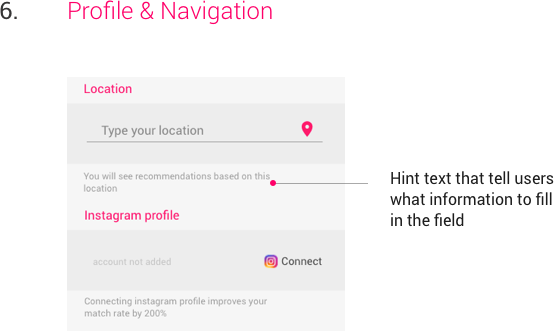 6. Profile & Navigation
Location
Type your location
You will see recommendations based on this
location
Hint text that tell users
what information to fill
in the field
Instagram profile
account not added
Connect
Connecting instagram profile improves your
match rate by 200%